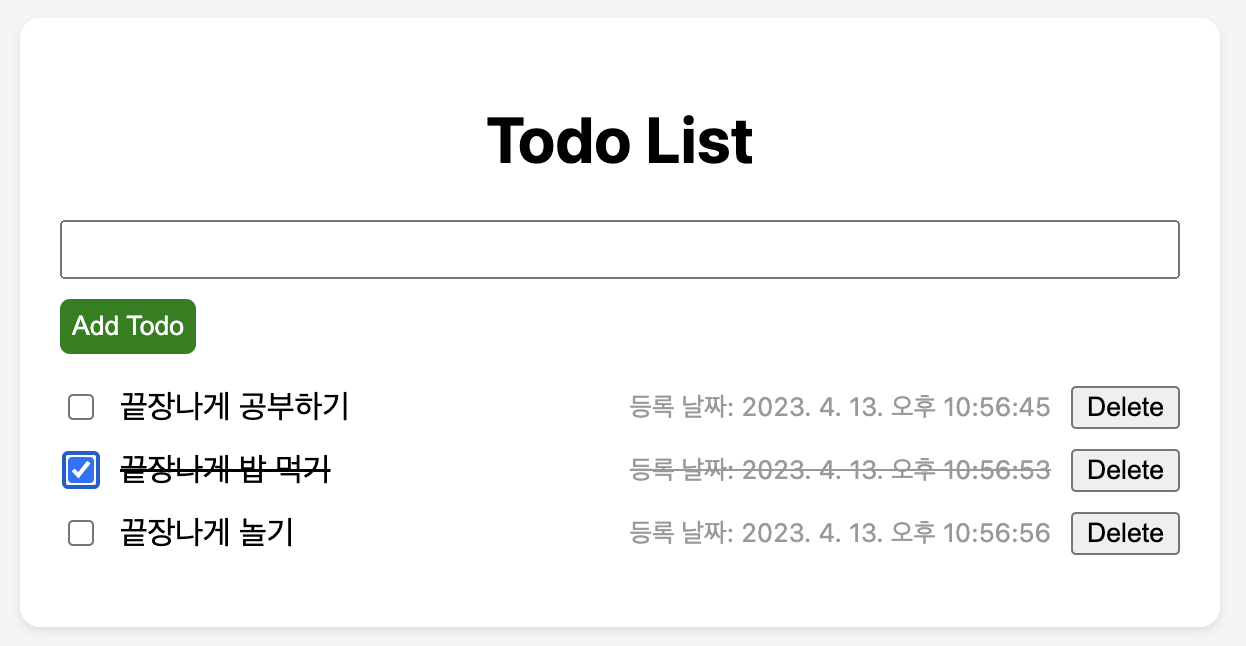 Todo List
Add Todo
끝장나게 공부하기 등록 날짜: 2023. 4. 13. 오후 10:56:45 Delete
끝장나게 밥 먹기 등록 날짜: 2023. 4. 13. 오후 10:56:53 Delete
끝장나게 놀기 등록 날짜: 2023. 4. 13. 오후 10:56:56 Delete